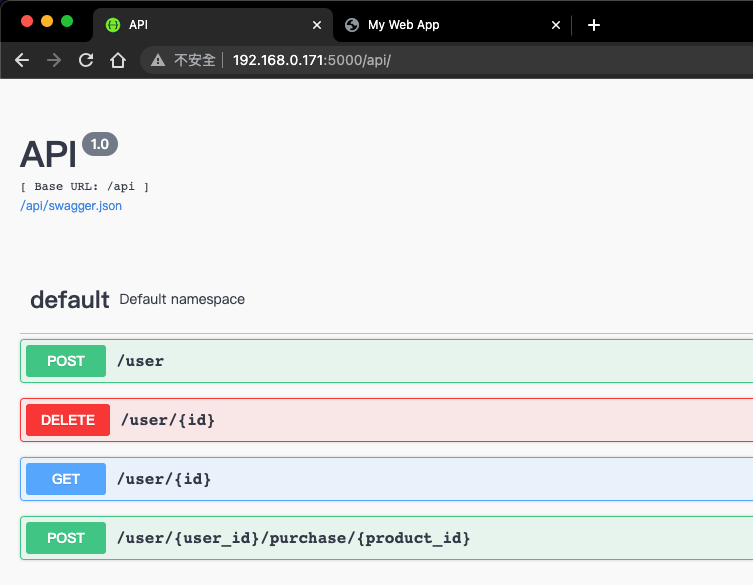 API
My Web App
不安全 192.168.0.171:5000/api/
API 1.0
[ Base URL: /api ]
/api/swagger.json
default Default namespace
POST /user
DELETE /user/{id}
GET /user/{id}
POST /user/{user_id}/purchase/{product_id}